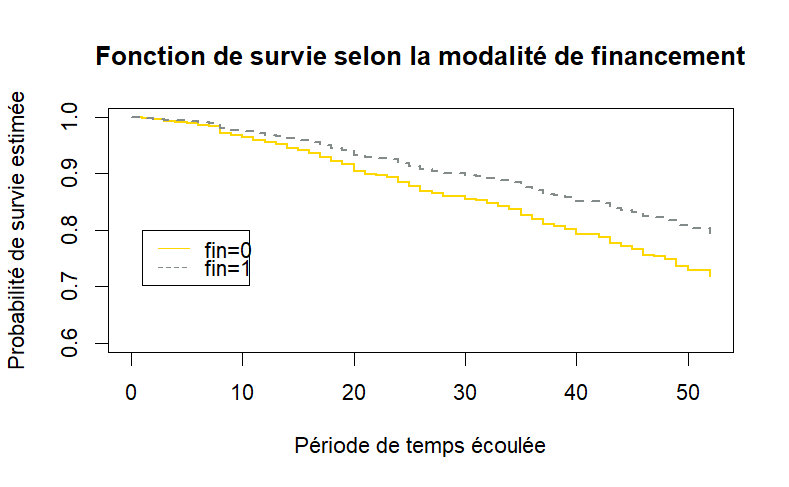 Fonction de survie selon la modalité de financement
Probabilité de survie estimée
1.0
0.9
0.8
0.7
0.6
fin=0
fin=1
0 10 20 30 40 50
Période de temps écoulée